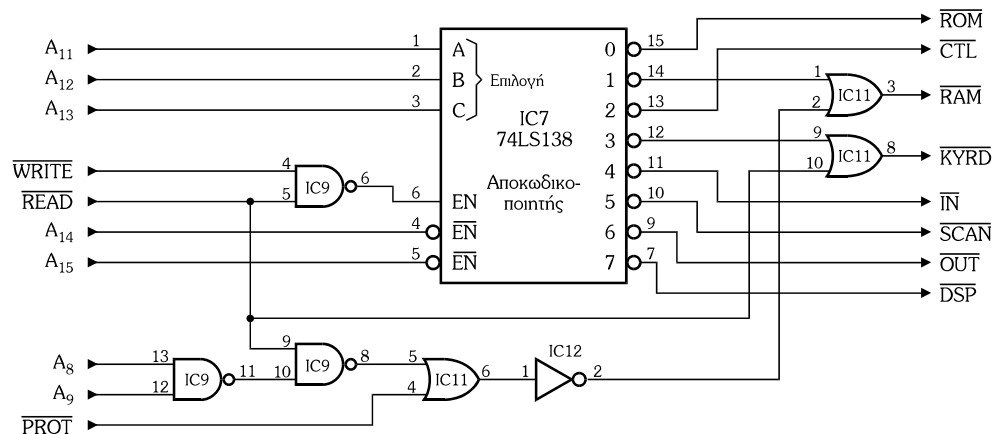 A11
A12
A13
WRITE
READ
A14
A15
A8
A9
PROT
1
2
3
4
5
6
6
4
5
IC9
A
B
C
Επιλογή
IC7
74LS138
Αποκωδικο-
ποιητής
EN
EN
EN
0
1
2
3
4
5
6
7
15
14
13
12
11
10
9
7
1
2
IC11
3
9
10
IC11
8
ROM
CTL
RAM
KYRD
IN
SCAN
OUT
DSP
13
12
IC9
11
9
10
IC9
8
5
4
IC11
6
1
IC12
2